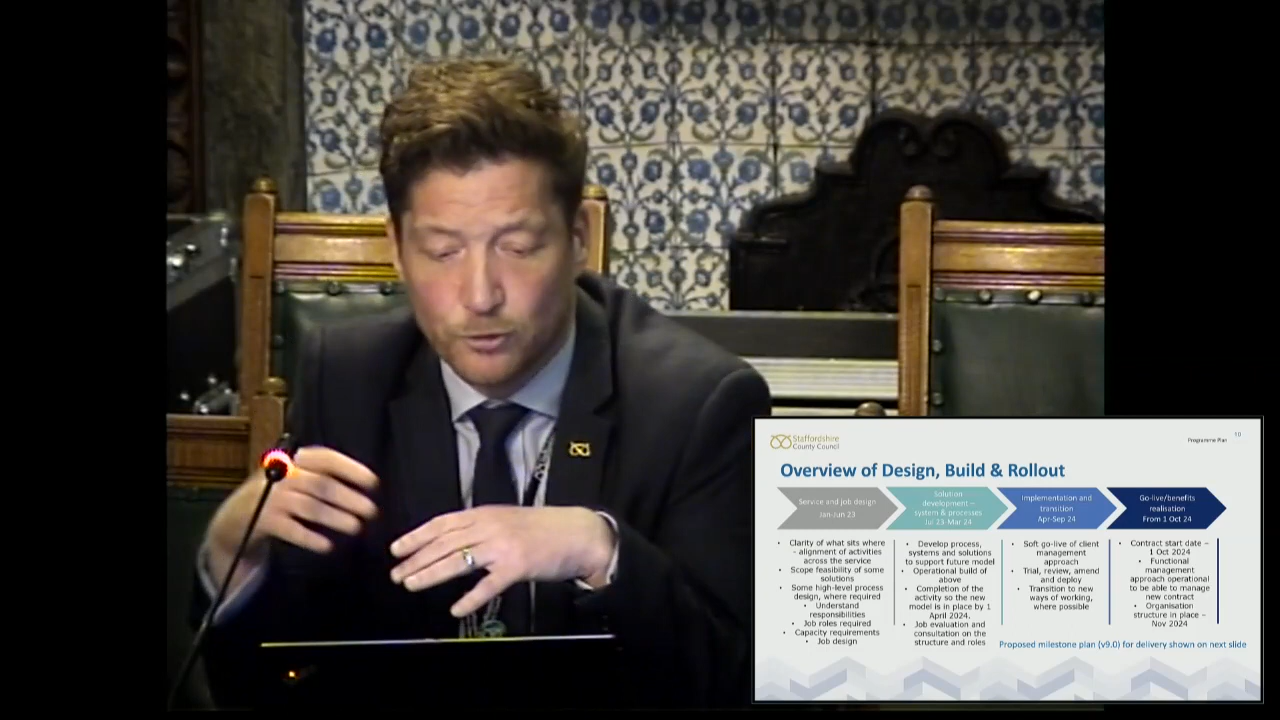 Staffordshire
County Council
Programme Plan
10
Overview of Design, Build & Rollout
Service and job design
Jan-Jun 23
Solution
development –
system & processes
Jul 23-Mar 24
Implementation and
transition
Apr-Sep 24
Go-live/benefits
realisation
From 1 Oct 24
• Clarity of what sits where
- alignment of activities
across the service
• Scope feasibility of some
solutions
• Some high-level process
design, where required
• Understand
responsibilities
• Job roles required
• Capacity requirements
• Job design
• Develop process,
systems and solutions
to support future model
• Operational build of
above
• Completion of the
activity so the new
model is in place by 1
April 2024.
• Job evaluation and
consultation on the
structure and roles
• Soft go-live of client
management
approach
• Trial, review, amend
and deploy
• Transition to new
ways of working,
where possible
• Contract start date –
1 Oct 2024
• Functional
management
approach operational
to be able to manage
new contract
• Organisation
structure in place –
Nov 2024
Proposed milestone plan (v9.0) for delivery shown on next slide